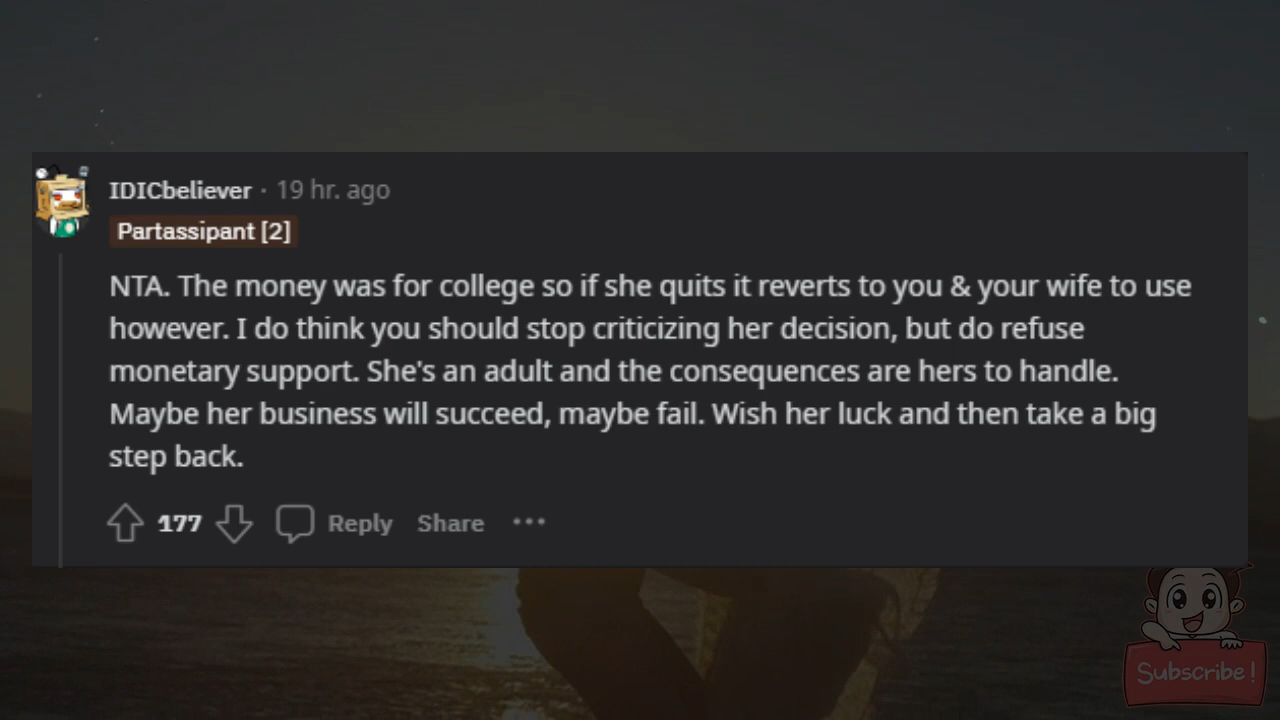 IDICbeliever · 19 hr. ago
Partassipant [2]
NTA. The money was for college so if she quits it reverts to you & your wife to use
however. I do think you should stop criticizing her decision, but do refuse
monetary support. She's an adult and the consequences are hers to handle.
Maybe her business will succeed, maybe fail. Wish her luck and then take a big
step back.
177 Reply Share ···
Subscribe!